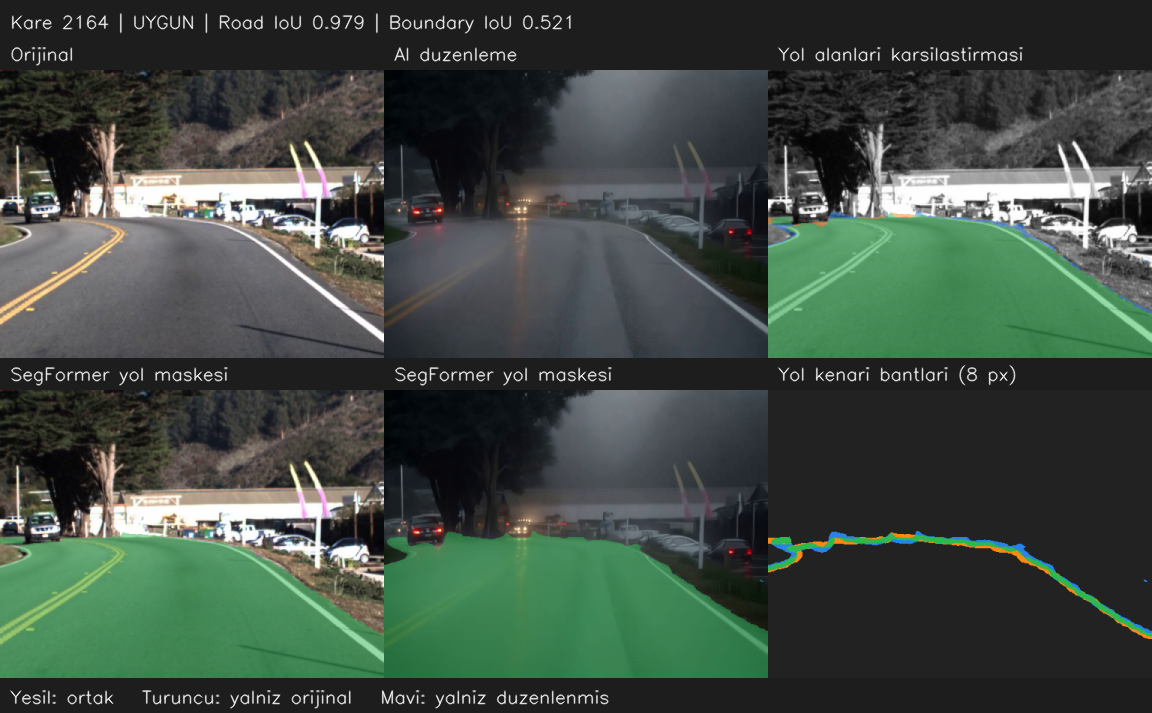 Kare 2164 | UYGUN | Road IoU 0.979 | Boundary IoU 0.521
Orijinal
AI duzenleme
Yol alanlari karsilastirmasi
SegFormer yol maskesi
SegFormer yol maskesi
Yol kenari bantlari (8 px)
Yesil: ortak
Turuncu: yalniz orijinal
Mavi: yalniz duzenlenmis